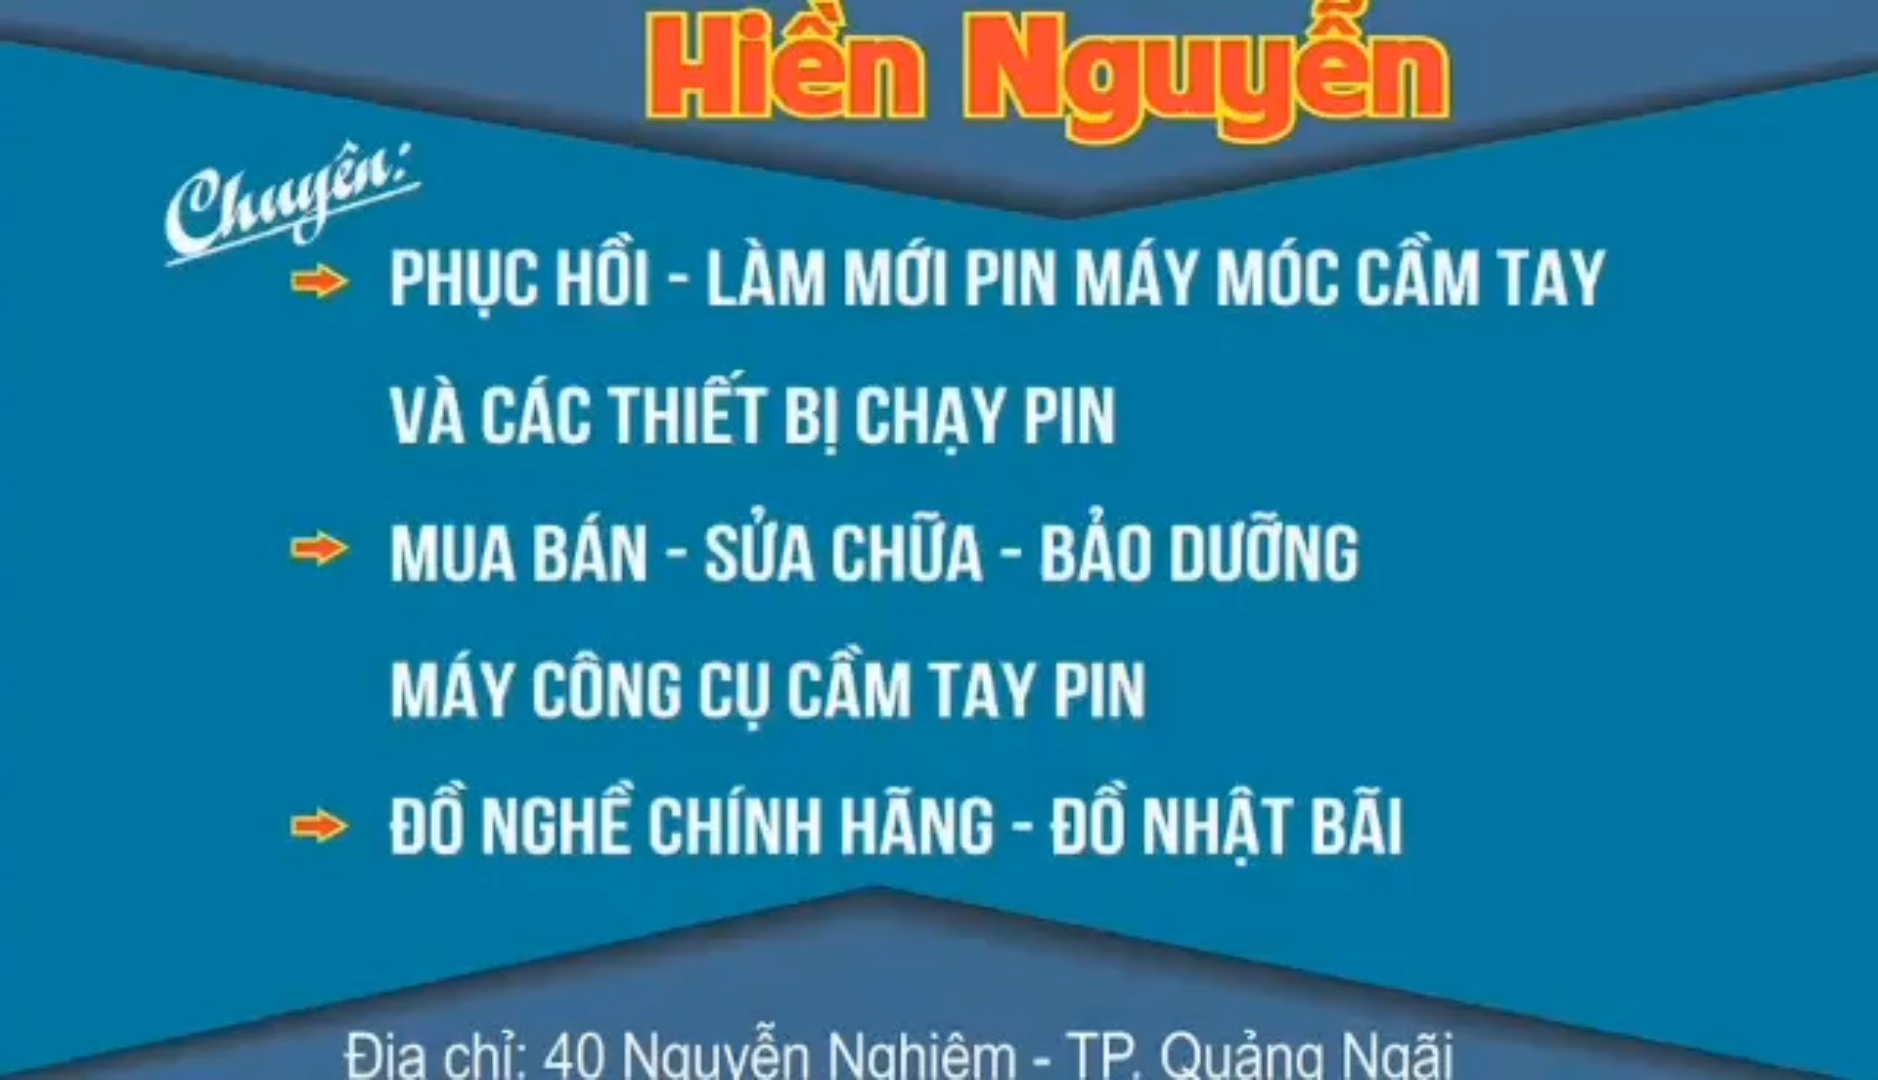 Hiền Nguyễn
Chuyên:
PHỤC HỒI - LÀM MỚI PIN MÁY MÓC CẦM TAY
VÀ CÁC THIẾT BỊ CHẠY PIN
MUA BÁN - SỬA CHỮA - BẢO DƯỠNG
MÁY CÔNG CỤ CẦM TAY PIN
ĐỒ NGHỀ CHÍNH HÃNG - ĐỒ NHẬT BÃI
Địa chỉ: 40 Nguyễn Nghiêm - TP. Quảng Ngãi